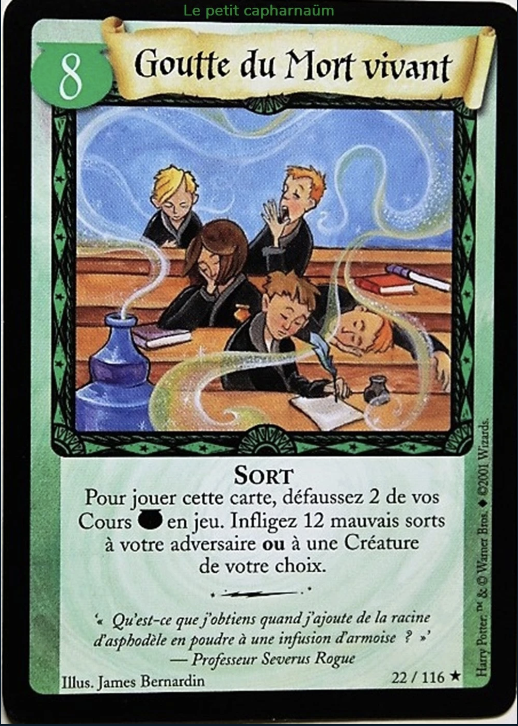 Le petit capharnaüm
8
Goutte du Mort vivant
SORT
Pour jouer cette carte, défaussez 2 de vos
Cours en jeu. Infligez 12 mauvais sorts
à votre adversaire ou à une Créature
de votre choix.
‘« Qu'est-ce que j'obtiens quand j'ajoute de la racine
d'asphodèle en poudre à une infusion d'armoise ? »’
— Professeur Severus Rogue
Illus. James Bernardin
22 / 116 ★
Harry Potter, ™ & © Warner Bros. ◆ ©2001 Wizards.